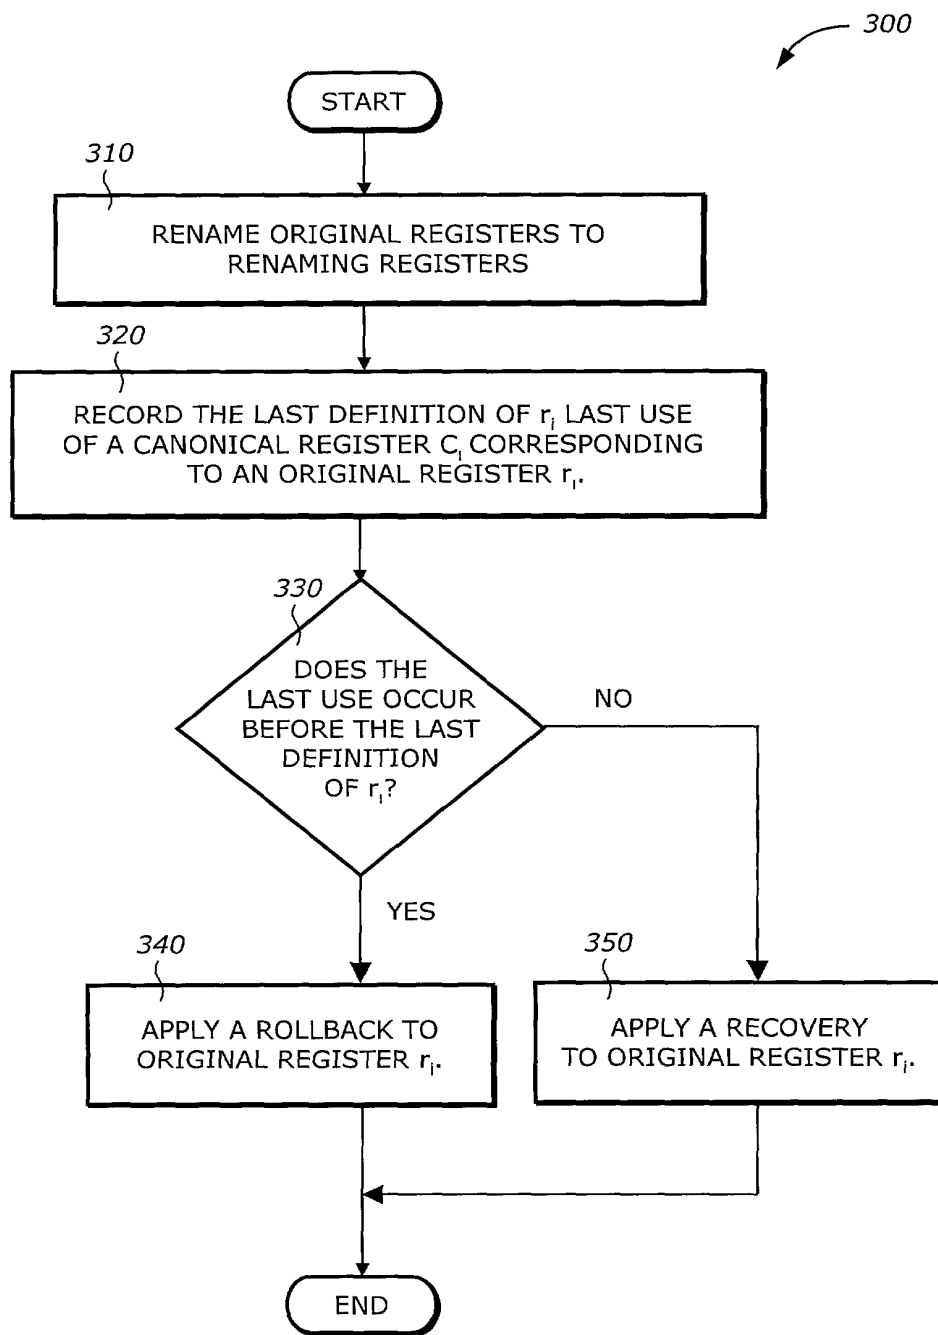 300
START
310
RENAME ORIGINAL REGISTERS TO
RENAMING REGISTERS
320
RECORD THE LAST DEFINITION OF rᵢ LAST USE
OF A CANONICAL REGISTER Cᵢ CORRESPONDING
TO AN ORIGINAL REGISTER rᵢ.
330
DOES THE
LAST USE OCCUR
BEFORE THE LAST
DEFINITION
OF rᵢ?
NO
YES
340
APPLY A ROLLBACK TO
ORIGINAL REGISTER rᵢ.
350
APPLY A RECOVERY
TO ORIGINAL REGISTER rᵢ.
END